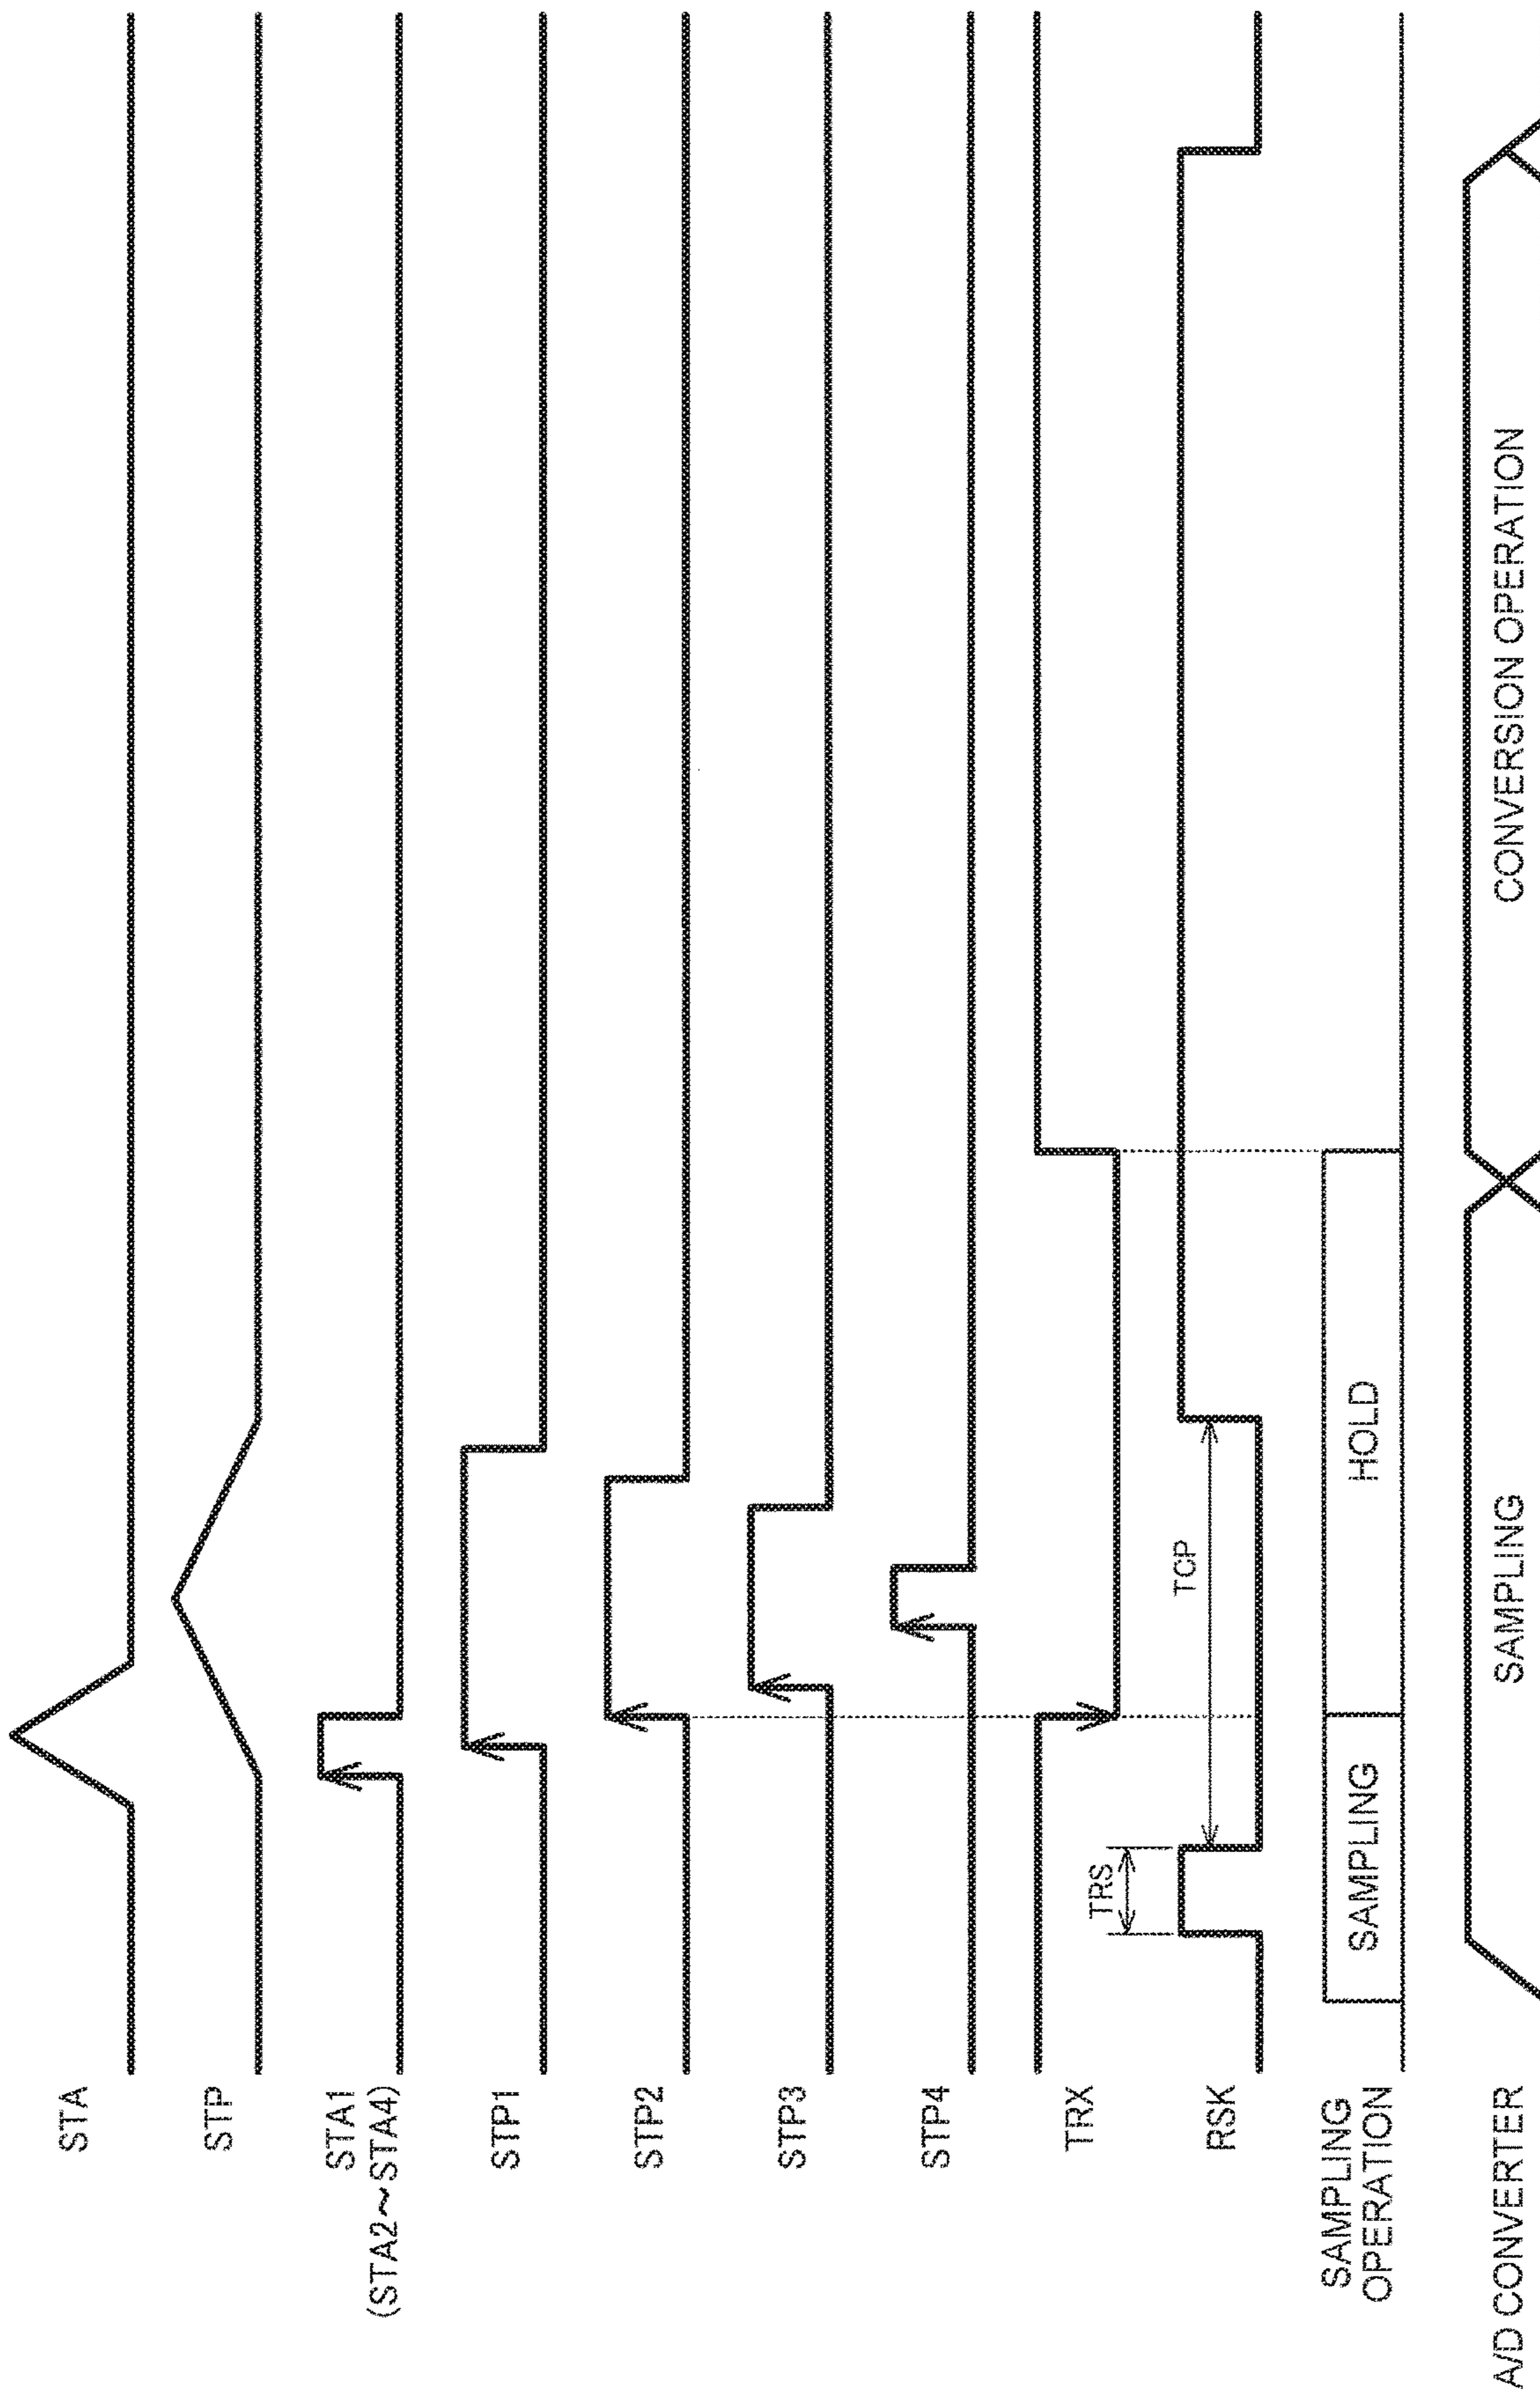 STA
STP
STA1
(STA2~STA4)
STP1
STP2
STP3
STP4
TRX
TRS
TCP
RSK
SAMPLING
OPERATION
SAMPLING
HOLD
A/D CONVERTER
SAMPLING
CONVERSION OPERATION